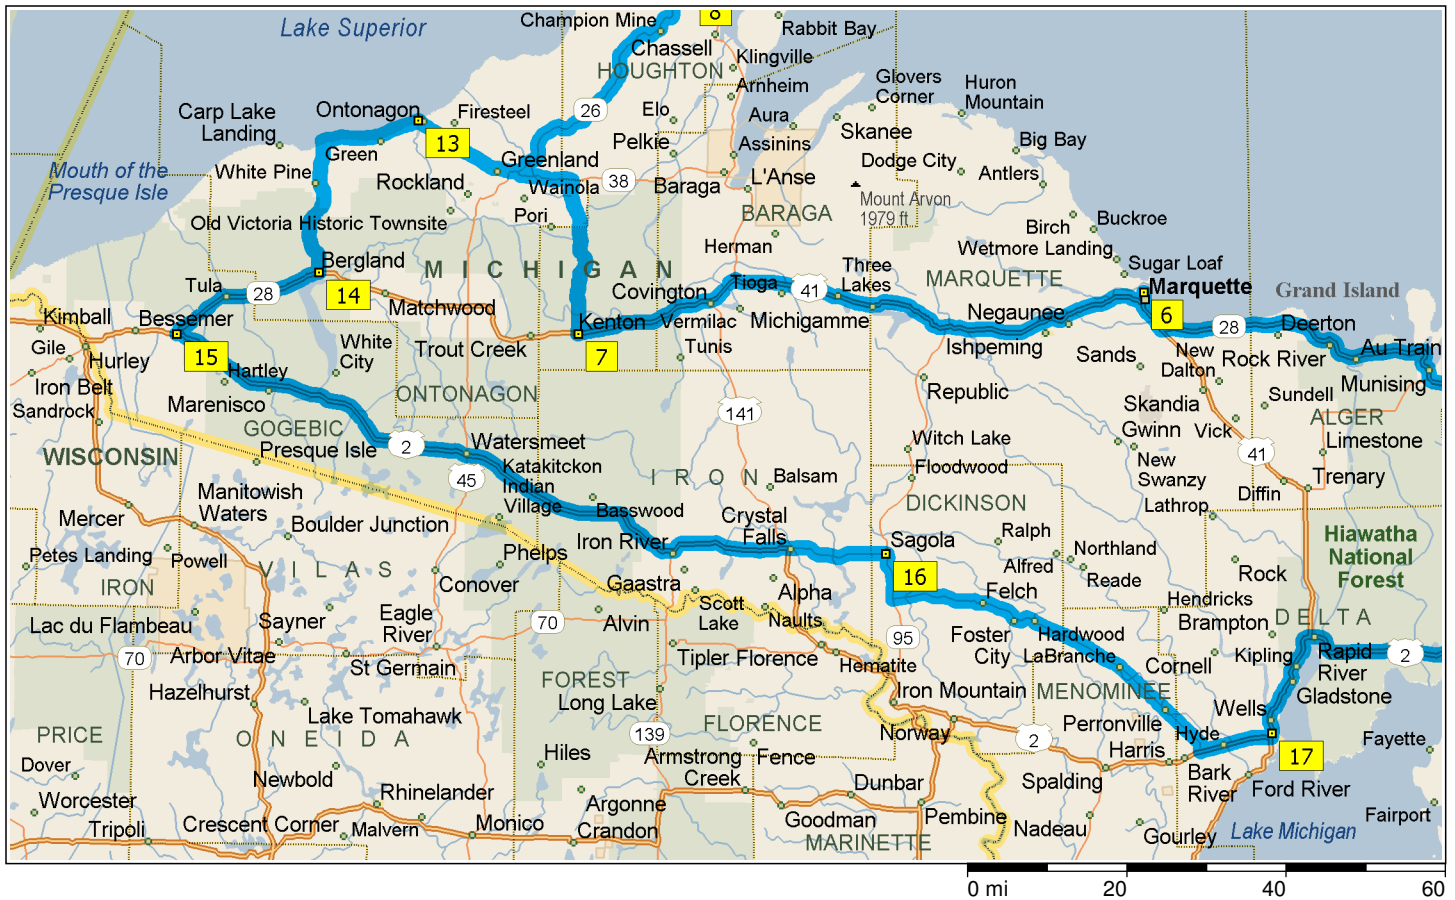 Champion Mine
8
Rabbit Bay
Lake Superior
Chassell
Klingville
HOUGHTON
Arnheim
Glovers
Corner
Huron
Mountain
Carp Lake
Landing
Ontonagon
Firesteel
26
Elo
Aura
Skanee
13
Pelkie
Assinins
Big Bay
Green
Greenland
Dodge City
Mouth of the
Presque Isle
White Pine
Rockland
Wainola
38
Baraga
L'Anse
Antlers
Mount Arvon
1979 ft
Old Victoria Historic Townsite
Pori
BARAGA
Birch
Buckroe
Herman
Wetmore Landing
Bergland
MICHIGAN
Three
Lakes
Sugar Loaf
MARQUETTE
Tula
28
14
Covington
Tioga
41
Marquette
Grand Island
Matchwood
Kimball
Bessemer
Kenton
Vermilac
Michigamme
Negaunee
6
28
Deerton
Gile
Hurley
15
White
City
Trout Creek
7
Tunis
Ishpeming
Sands
New
Dalton
Rock River
Au Train
Iron Belt
Hartley
ONTONAGON
Republic
Munising
Sandrock
Marenisco
141
Skandia
Sundell
GOGEBIC
ALGER
WISCONSIN
Presque Isle
2
Watersmeet
Witch Lake
Gwinn
Vick
Limestone
Katakitckon
Floodwood
New
Swanzy
41
45
Indian
Village
IRON
Balsam
Trenary
Manitowish
Waters
DICKINSON
Lathrop
Diffin
Mercer
Boulder Junction
Basswood
Crystal
Falls
Ralph
Hiawatha
National
Forest
Petes Landing
Powell
Phelps
Iron River
Sagola
Northland
VILAS
Alfred
IRON
Conover
Gaastra
16
Reade
Rock
Alpha
Felch
Hendricks
Sayner
Eagle
River
Scott
Lake
Naults
Brampton
DELTA
Lac du Flambeau
70
Alvin
95
Foster
City
Hardwood
70
Arbor Vitae
St Germain
Tipler
Florence
Hematite
LaBranche
Cornell
Kipling
Rapid
River
2
Hazelhurst
FOREST
Iron Mountain
MENOMINEE
Gladstone
Long Lake
Lake Tomahawk
FLORENCE
Perronville
Wells
PRICE
ONEIDA
139
Norway
2
Hyde
Fayette
Dover
Newbold
Hiles
Armstrong
Creek
Fence
Harris
17
Worcester
Rhinelander
Argonne
Dunbar
Spalding
Bark
River
Ford River
Tripoli
Crescent Corner
Malvern
Monico
Crandon
Goodman
MARINETTE
Pembine
Nadeau
Gourley
Lake Michigan
Fairport
0 mi
20
40
60